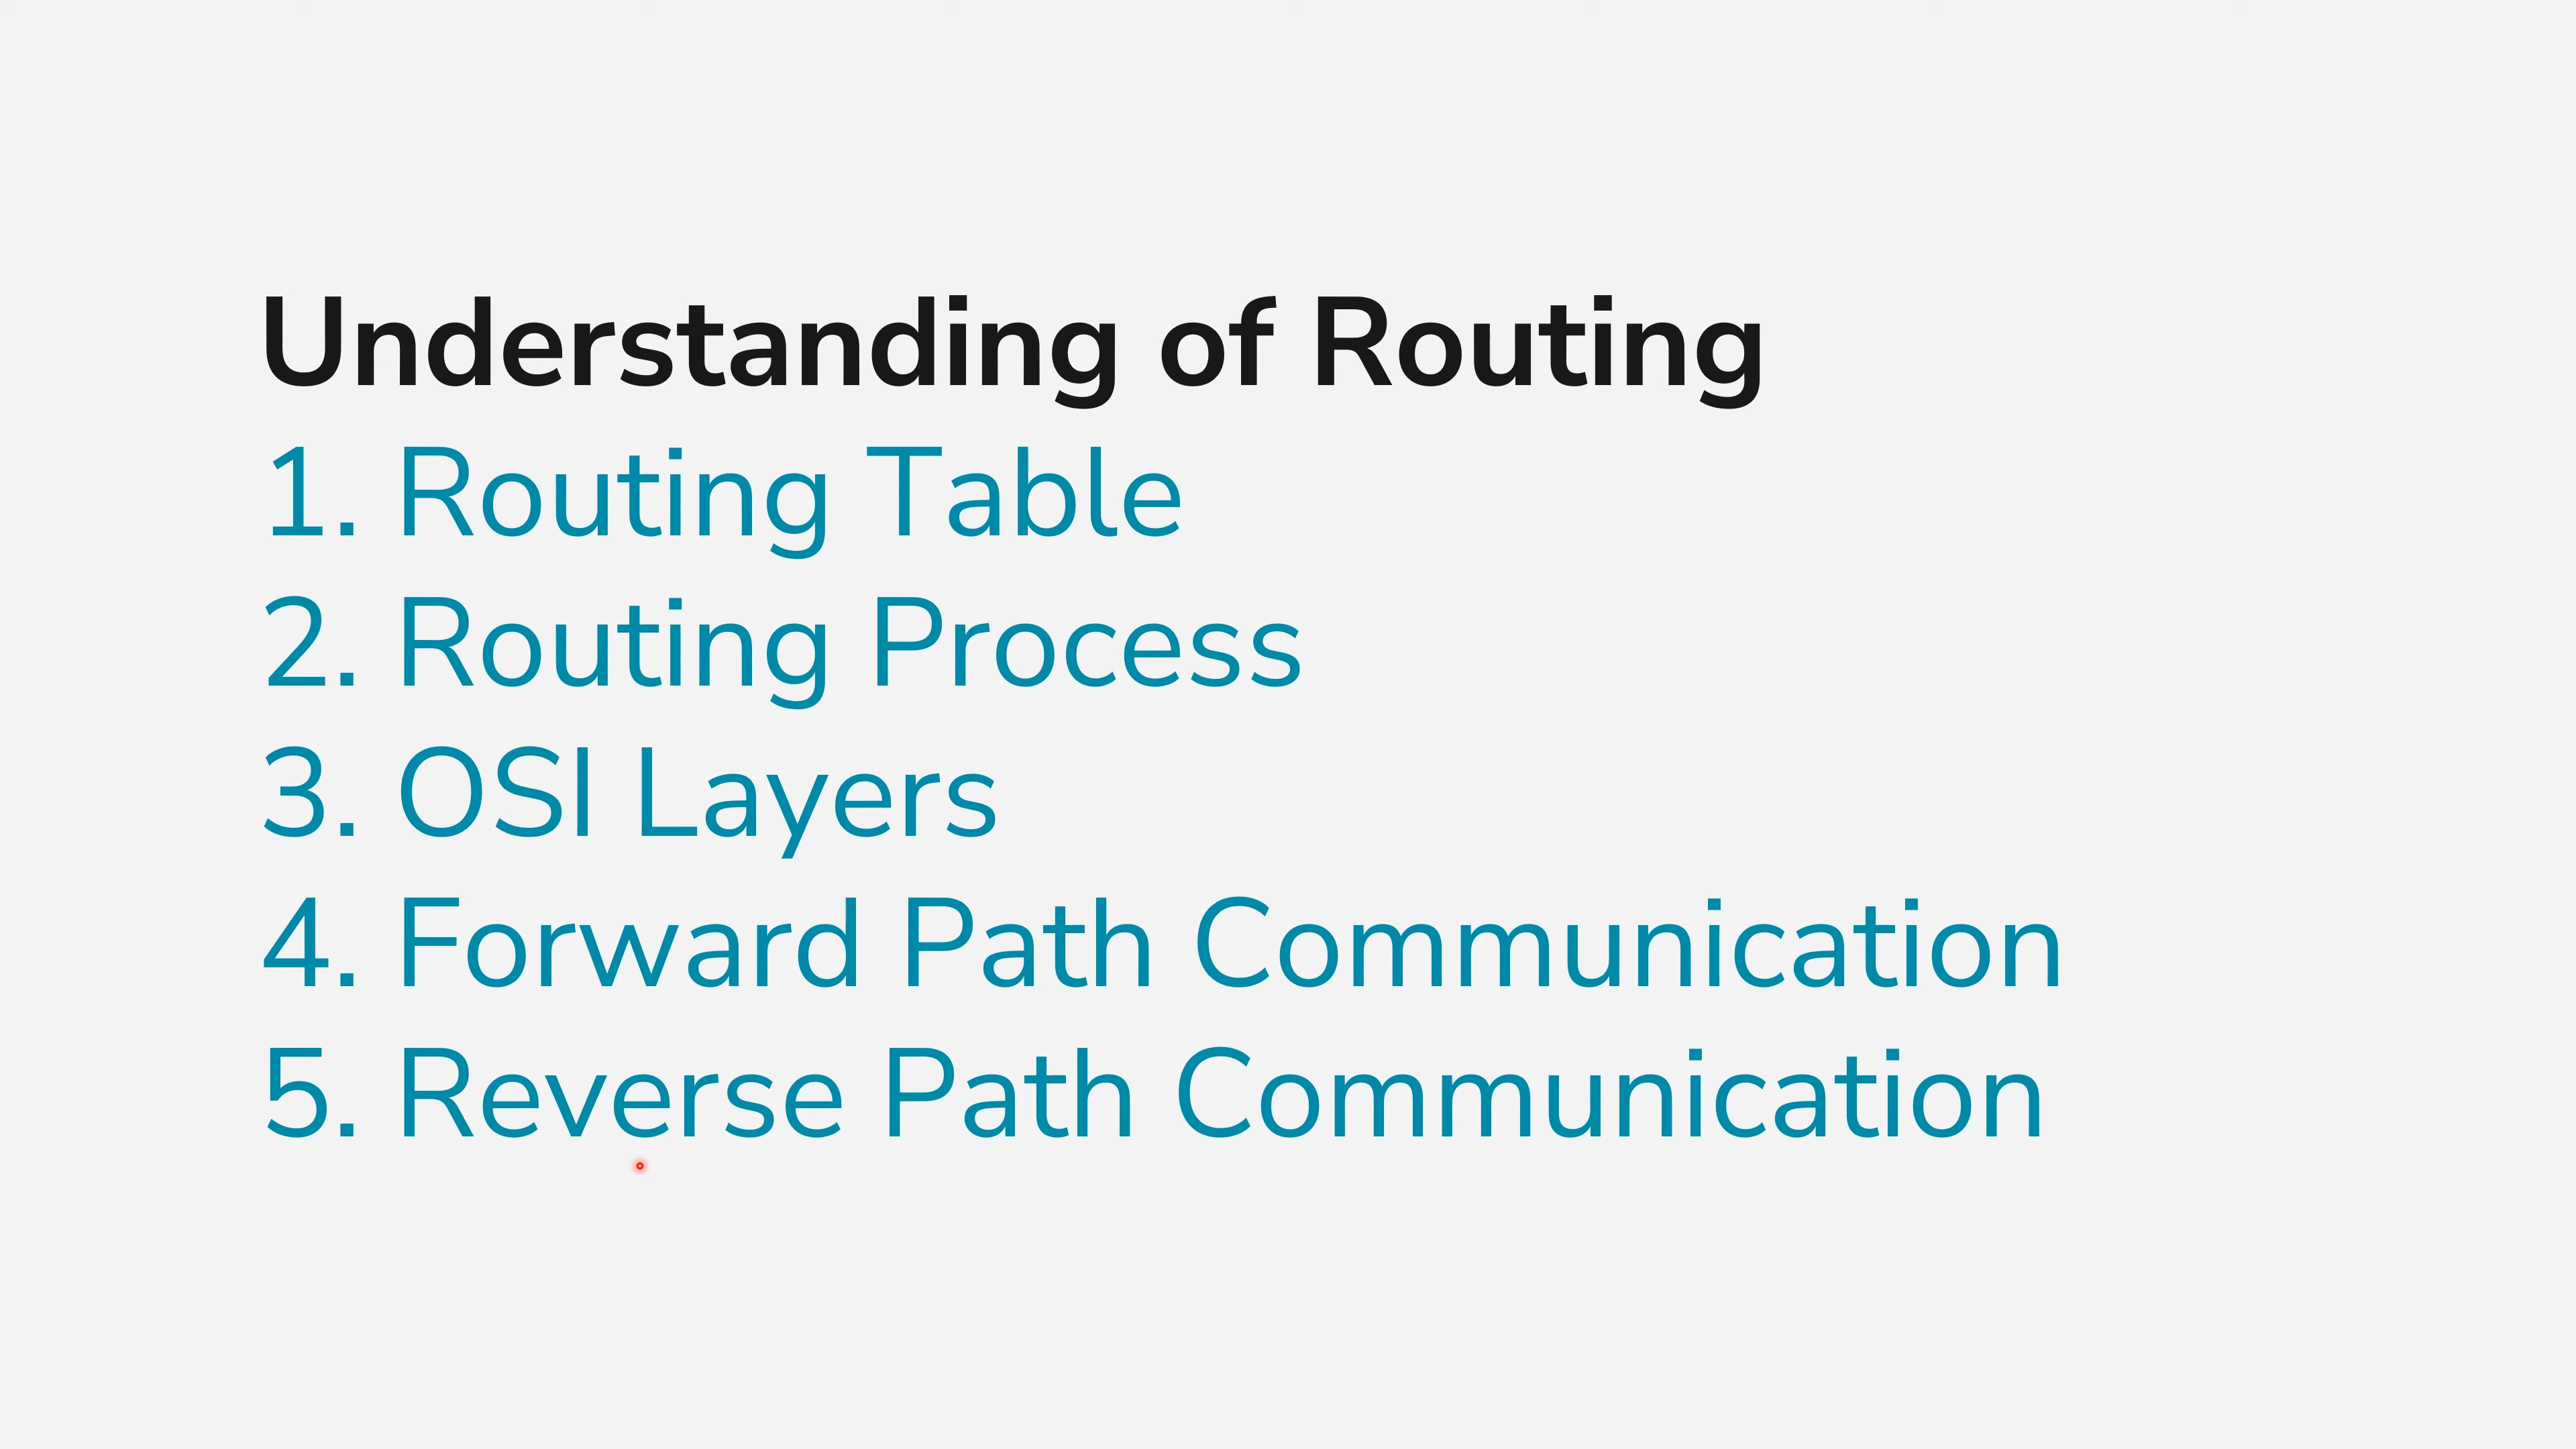 Understanding of Routing
1. Routing Table
2. Routing Process
3. OSI Layers
4. Forward Path Communication
5. Reverse Path Communication